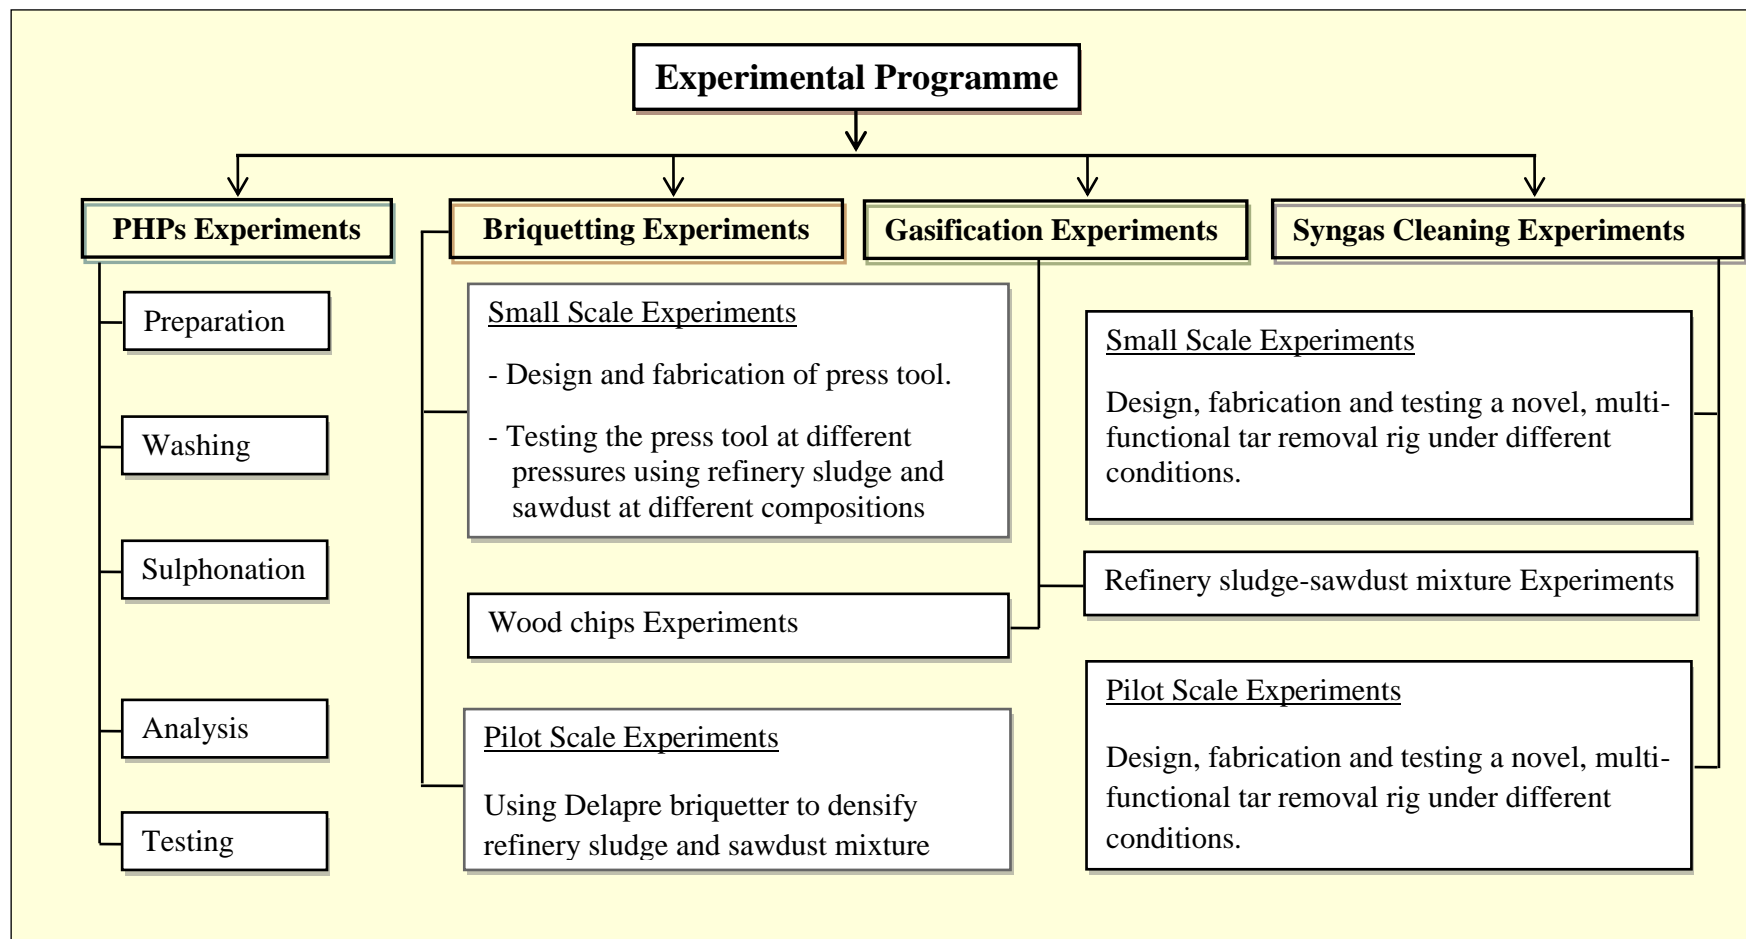 Experimental Programme
PHPs Experiments
Preparation
Washing
Sulphonation
Analysis
Testing
Briquetting Experiments
Small Scale Experiments
- Design and fabrication of press tool.
- Testing the press tool at different
pressures using refinery sludge and
sawdust at different compositions
Pilot Scale Experiments
Using Delapre briquetter to densify
refinery sludge and sawdust mixture
Gasification Experiments
Wood chips Experiments
Refinery sludge-sawdust mixture Experiments
Syngas Cleaning Experiments
Small Scale Experiments
Design, fabrication and testing a novel, multi-
functional tar removal rig under different
conditions.
Pilot Scale Experiments
Design, fabrication and testing a novel, multi-
functional tar removal rig under different
conditions.